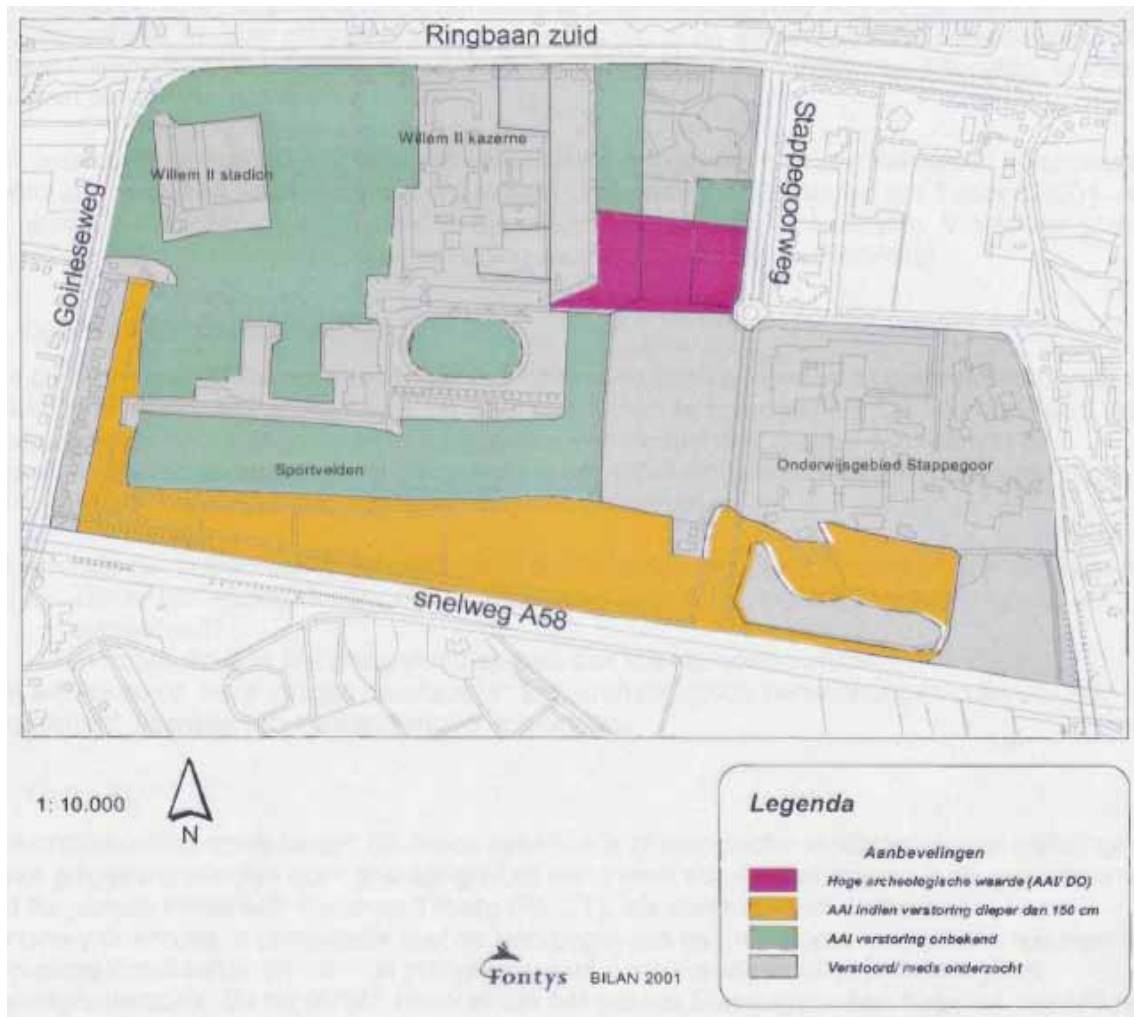 Ringbaan zuid
Stappegoorweg
Willem II kazerne
Willem II stadion
Goirleseweg
Sportvelden
Onderwijsgebied Stappegoor
snelweg A58
1: 10.000
N
Legenda
Aanbevelingen
Hoge archeologische waarde (AAI/ DO)
AAI indien verstoring dieper dan 150 cm
AAI verstoring onbekend
Verstoord/ reeds onderzocht
Fontys BILAN 2001